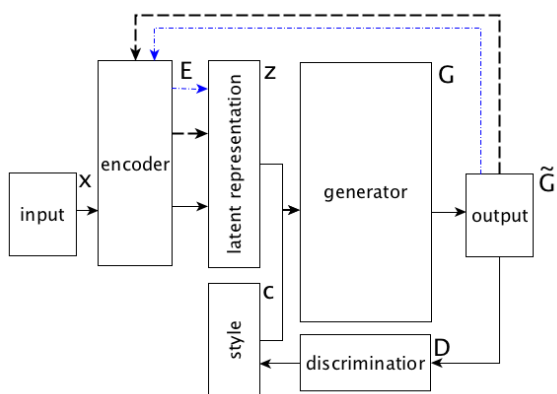 E
z
G
encoder
latent representation
generator
x
input
output
G̃
c
style
discriminatior
D